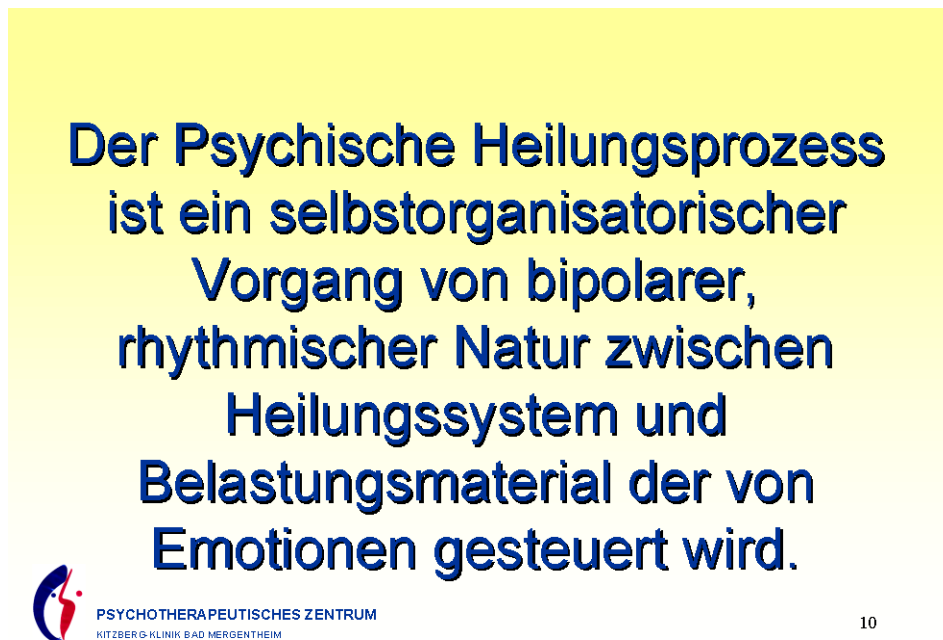 Der Psychische Heilungsprozess
ist ein selbstorganisatorischer
Vorgang von bipolarer,
rhythmischer Natur zwischen
Heilungssystem und
Belastungsmaterial der von
Emotionen gesteuert wird.
PSYCHOTHERAPEUTISCHES ZENTRUM
KITZBERG-KLINIK BAD MERGENTHEIM
10